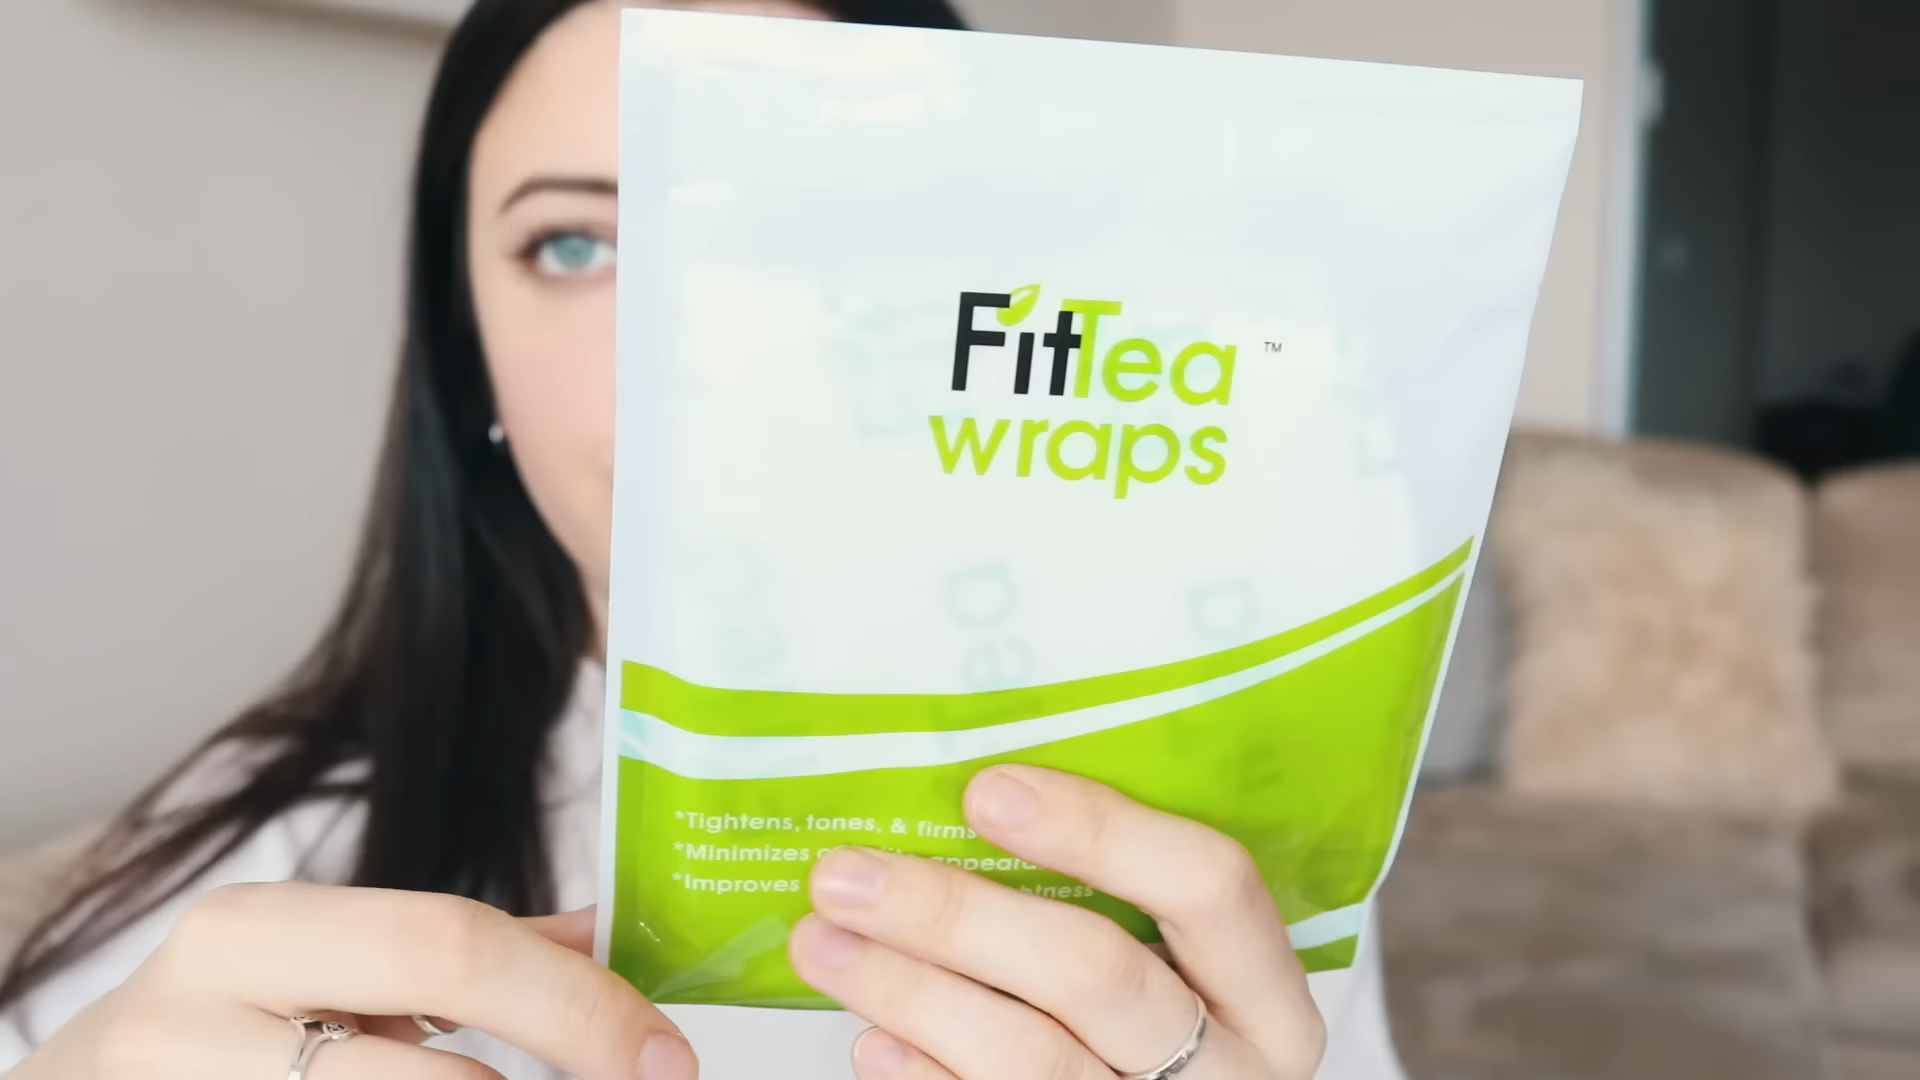 FitTea ™
wraps
*Tightens, tones, & firms
*Minimizes
*Improves